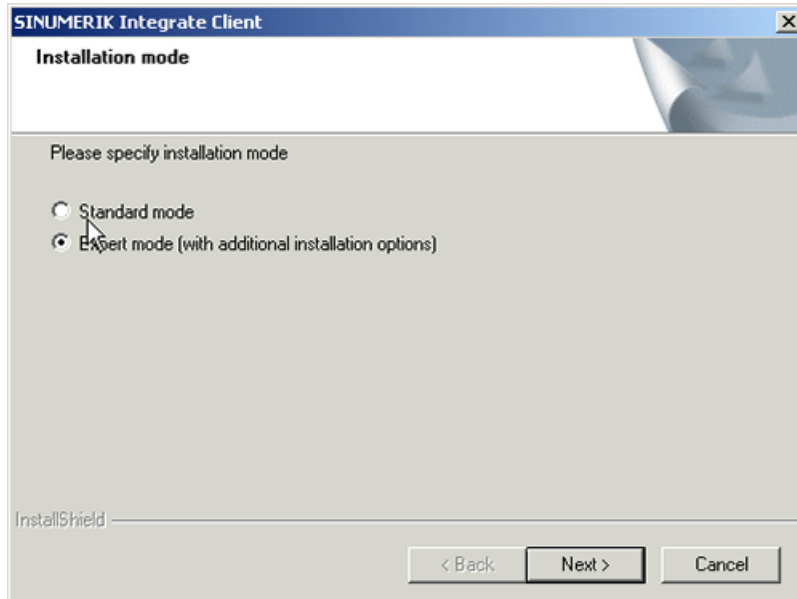 SINUMERIK Integrate Client
Installation mode
Please specify installation mode
Standard mode
Expert mode (with additional installation options)
InstallShield
< Back
Next >
Cancel